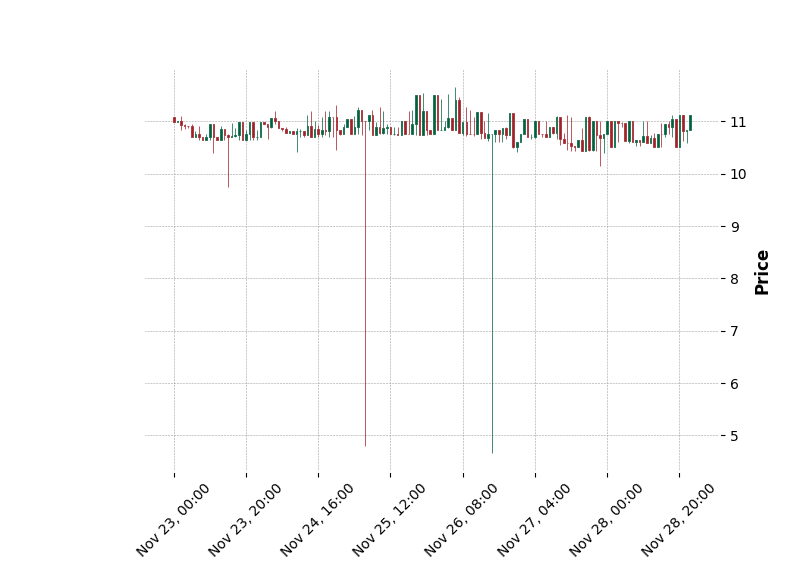 11
10
9
8
7
6
5
Price
Nov 23, 00:00
Nov 23, 20:00
Nov 24, 16:00
Nov 25, 12:00
Nov 26, 08:00
Nov 27, 04:00
Nov 28, 00:00
Nov 28, 20:00